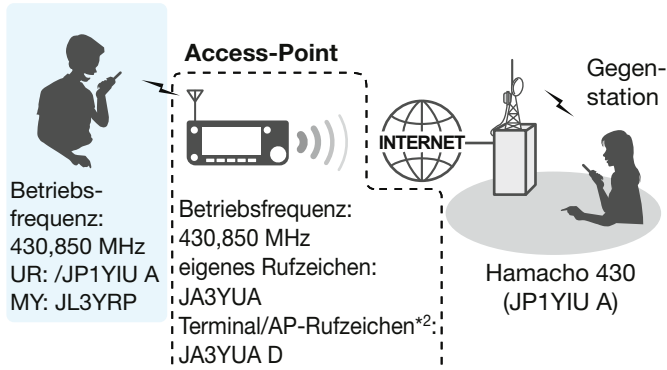 Access-Point
Gegen-
station
INTERNET
Betriebs-
frequenz:
430,850 MHz
UR: /JP1YIU A
MY: JL3YRP
Betriebsfrequenz:
430,850 MHz
eigenes Rufzeichen:
JA3YUA
Terminal/AP-Rufzeichen*2:
JA3YUA D
Hamacho 430
(JP1YIU A)